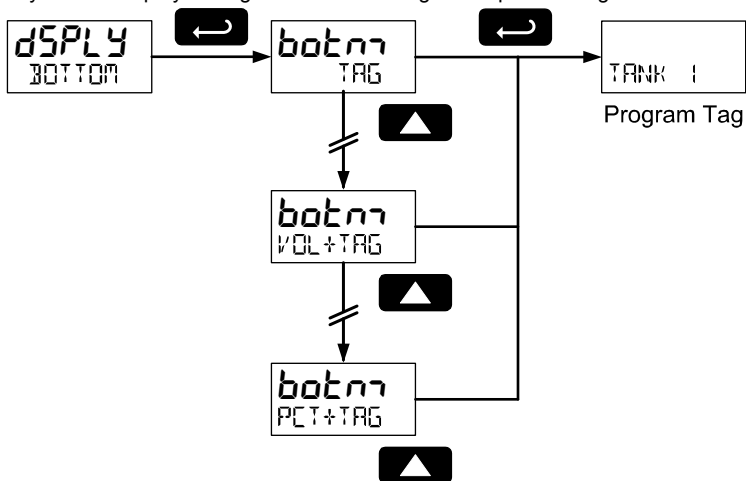 dSPLY
BOTTOM
botm
TAG
TANK 1
Program Tag
botm
VOL+TAG
botm
PCT+TAG